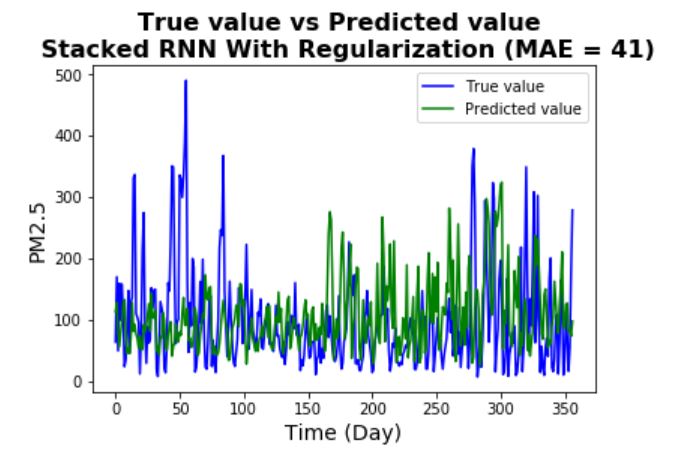 True value vs Predicted value
Stacked RNN With Regularization (MAE = 41)
True value
Predicted value
500
400
300
200
100
0
PM2.5
0 50 100 150 200 250 300 350
Time (Day)